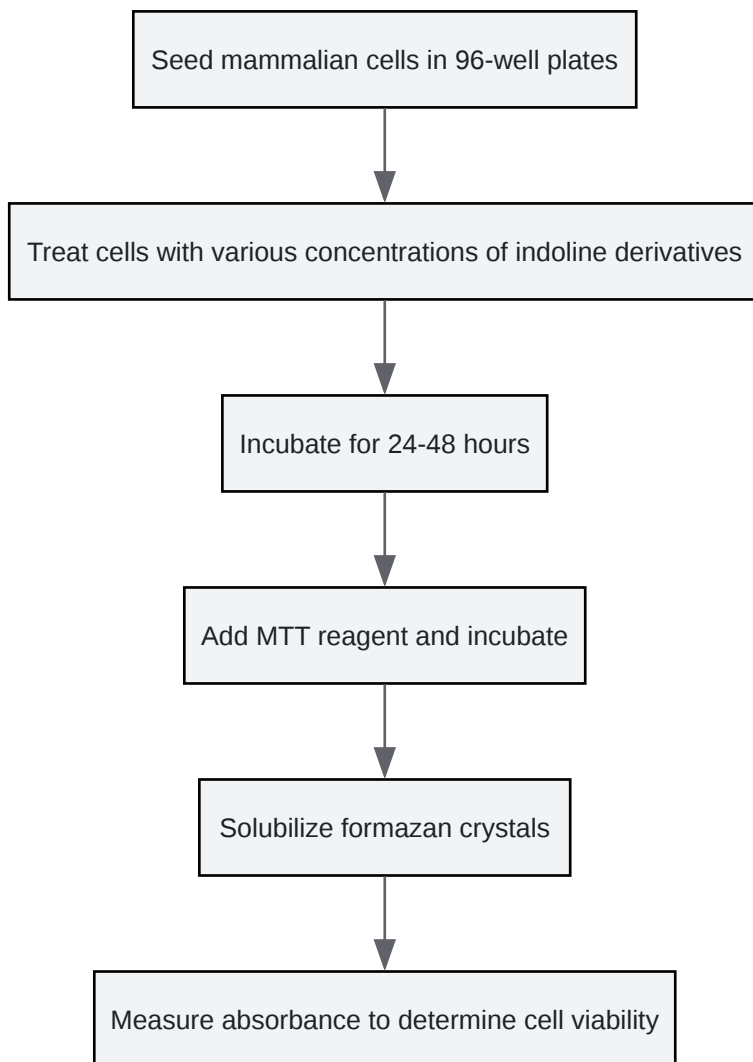 Seed mammalian cells in 96-well plates
Treat cells with various concentrations of indoline derivatives
Incubate for 24-48 hours
Add MTT reagent and incubate
Solubilize formazan crystals
Measure absorbance to determine cell viability